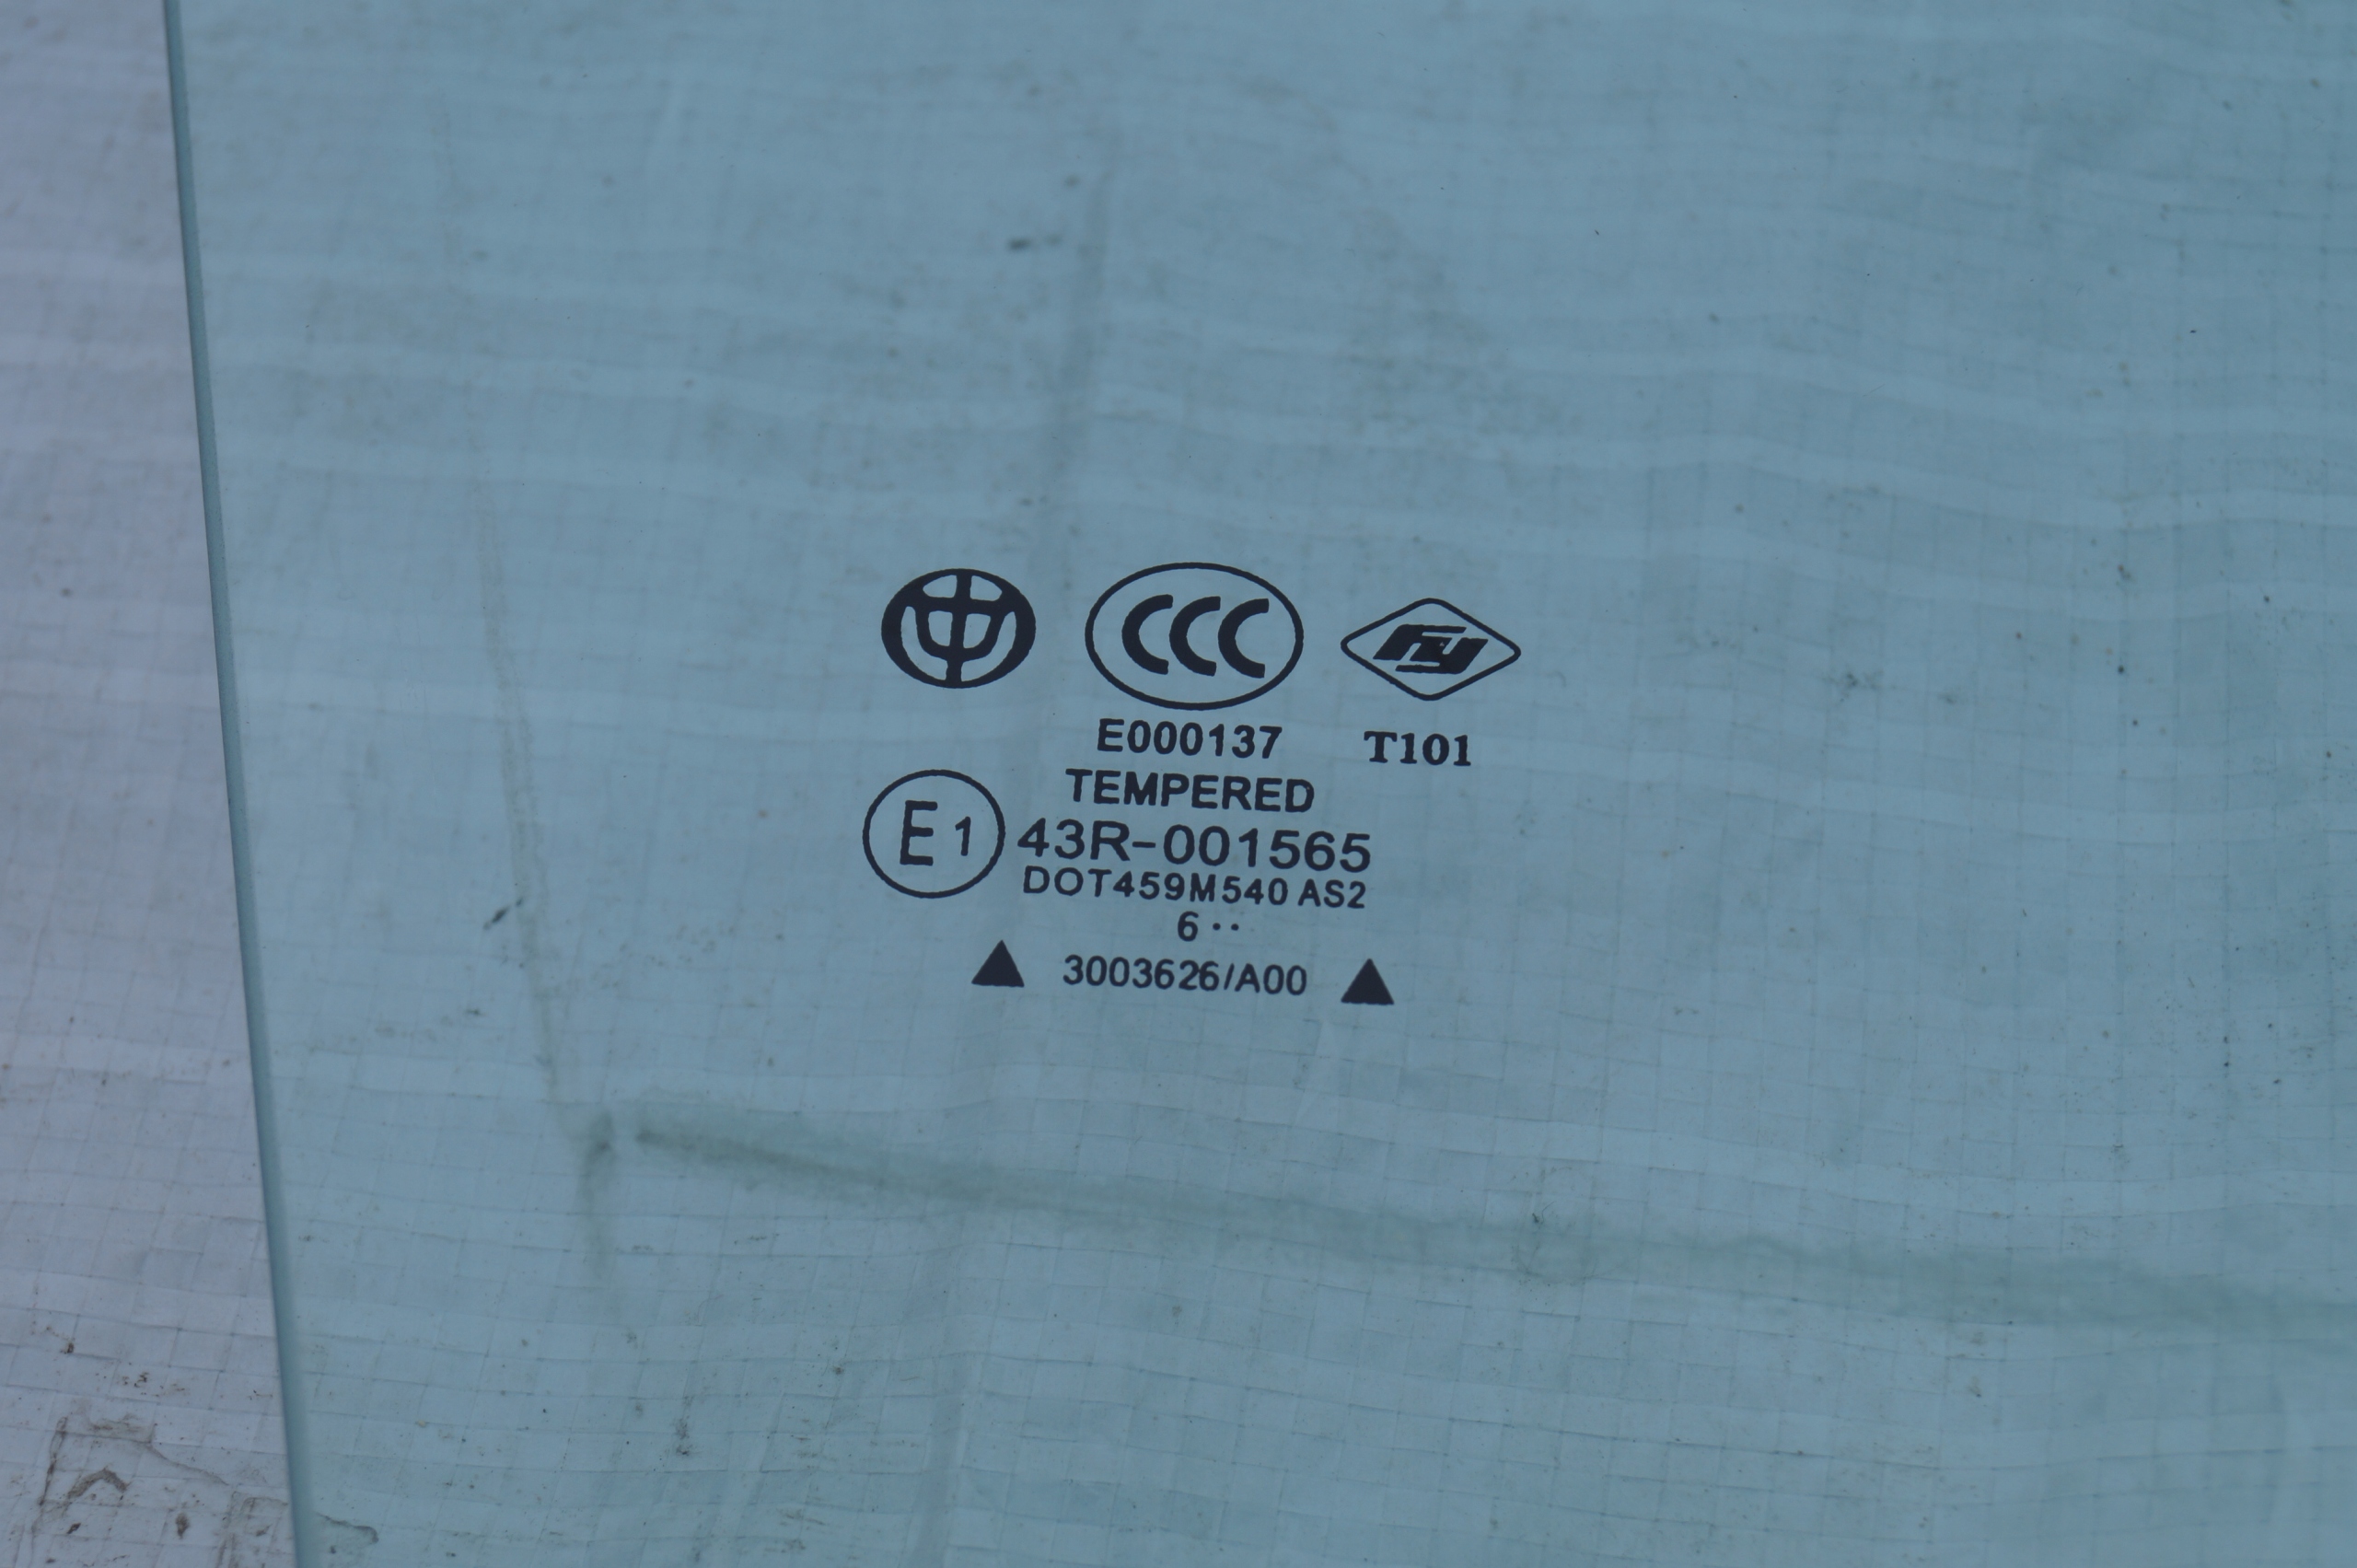 CCC
FY
E000137 T101
TEMPERED
E1 43R-001565
DOT459M540 AS2
6··
▲ 3003626/A00 ▲